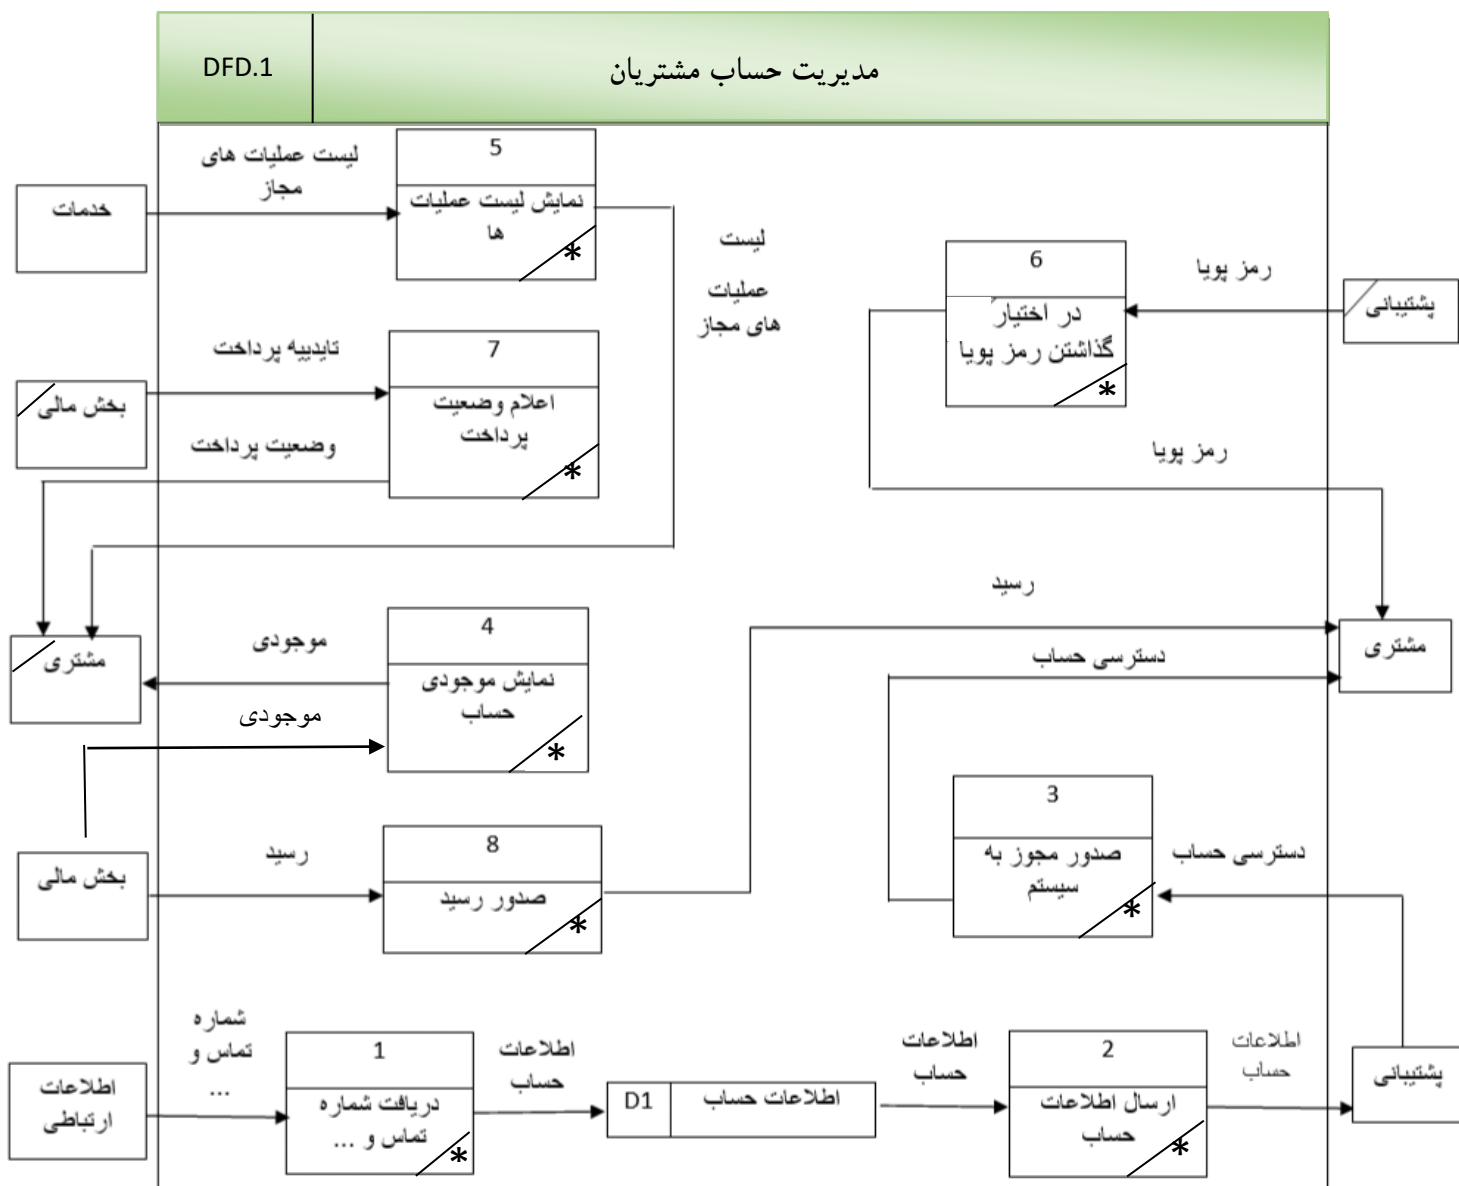 DFD.1
مدیریت حساب مشتریان
لیست عملیات های
مجاز
5
نمایش لیست عملیات
ها
*
خدمات
لیست
عملیات
های مجاز
6
در اختیار
گذاشتن رمز پویا
*
رمز پویا
پشتیبانی
تایدییه پرداخت
7
اعلام وضعیت
پرداخت
*
بخش مالی
وضعیت پرداخت
رمز پویا
رسید
4
نمایش موجودی
حساب
*
موجودی
مشتری
موجودی
دسترسی حساب
مشتری
3
صدور مجوز به
سیستم
*
دسترسی حساب
رسید
8
صدور رسید
*
بخش مالی
شماره
تماس و
...
1
دریافت شماره
تماس و ...
*
اطلاعات
ارتباطی
اطلاعات
حساب
D1
اطلاعات حساب
اطلاعات
حساب
2
ارسال اطلاعات
حساب
*
اطلاعات
حساب
پشتیبانی